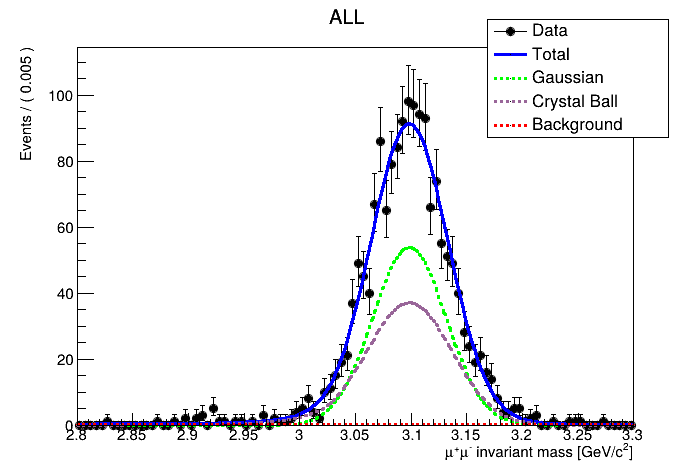 ALL
Data
Total
Gaussian
Crystal Ball
Background
Events / ( 0.005 )
100
80
60
40
20
0
2.8 2.85 2.9 2.95 3 3.05 3.1 3.15 3.2 3.25 3.3
μ⁺μ⁻ invariant mass [GeV/c²]